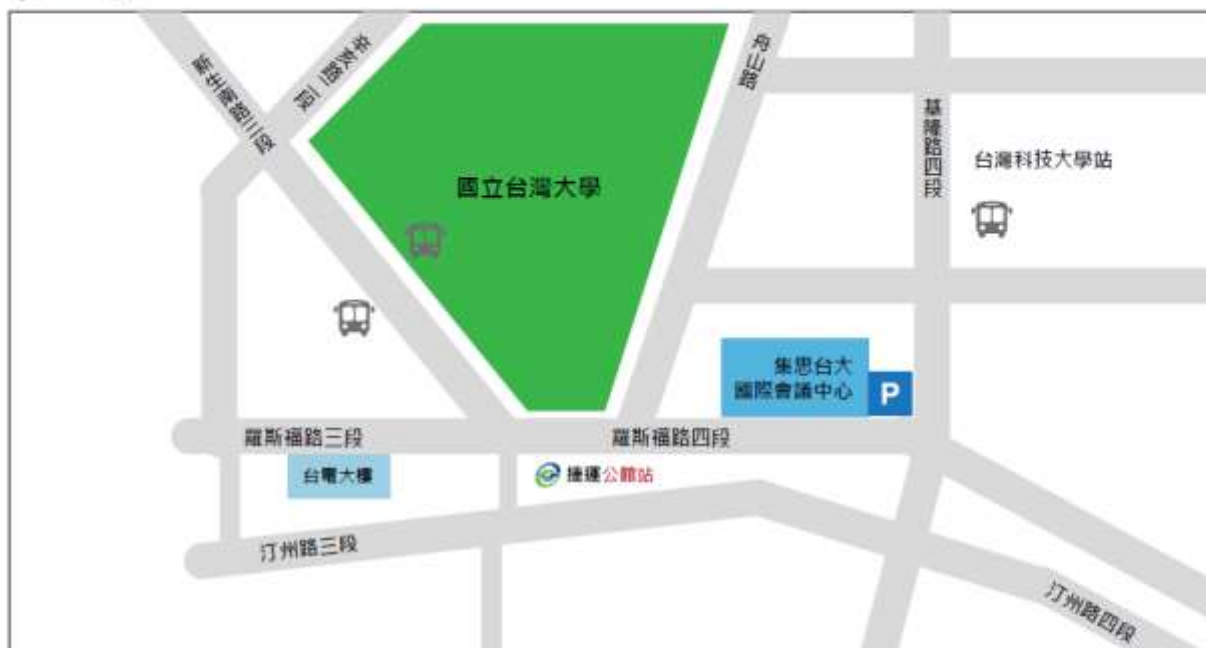 辛亥路二段
新生南路三段
舟山路
基隆路四段
台灣科技大學站
國立台灣大學
集思台大
國際會議中心
P
羅斯福路三段
羅斯福路四段
台電大樓
捷運公館站
汀州路三段
汀州路四段